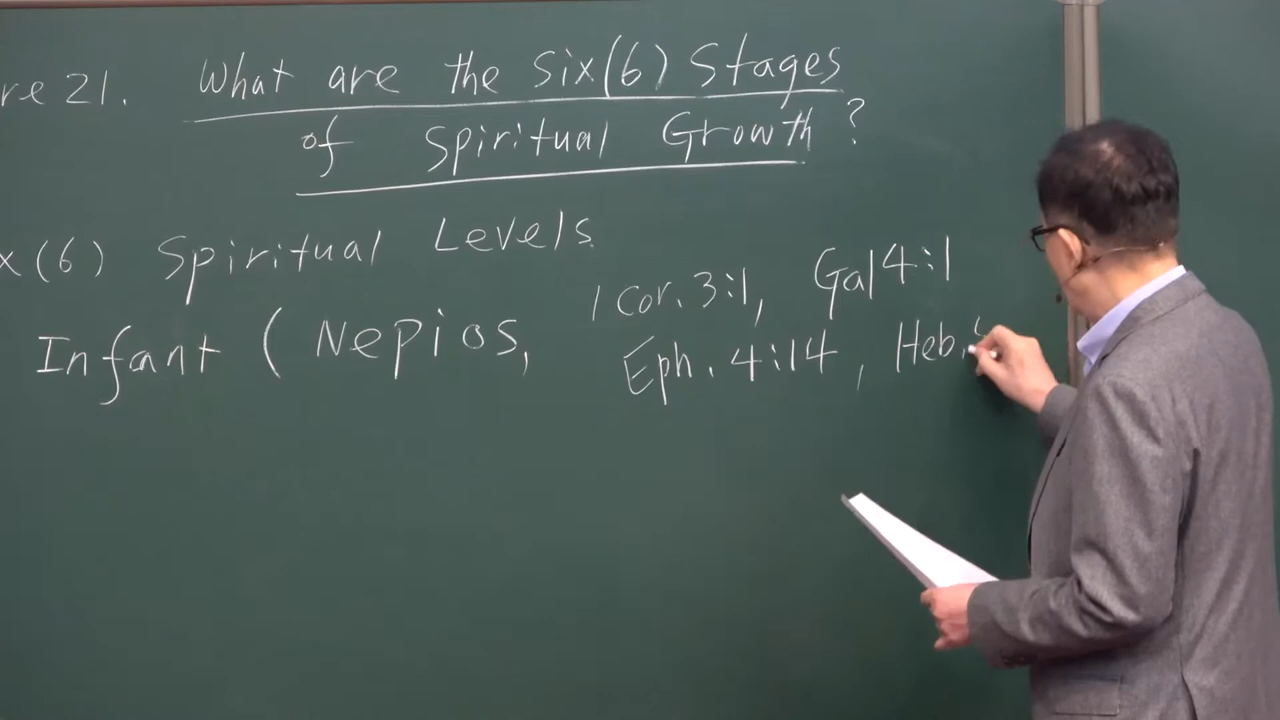 re 21. What are the Six(6) Stages
of Spiritual Growth?
x (6) Spiritual Levels
1 Cor. 3:1, Gal 4:1
Infant ( Nepios, Eph. 4:14, Heb.